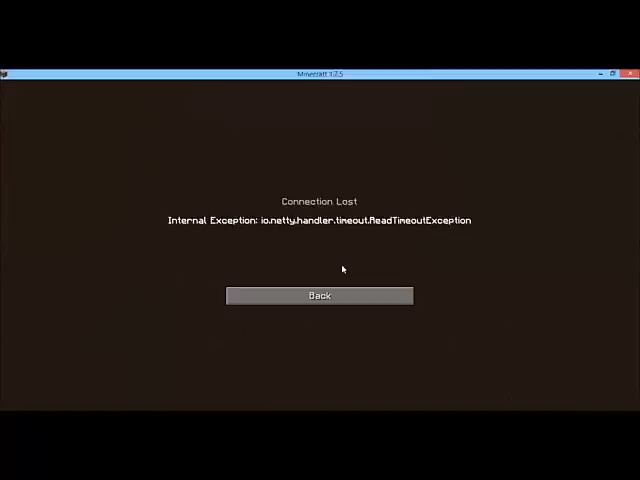 Minecraft 1.7.5
Connection Lost
Internal Exception: io.netty.handler.timeout.ReadTimeoutException
Back